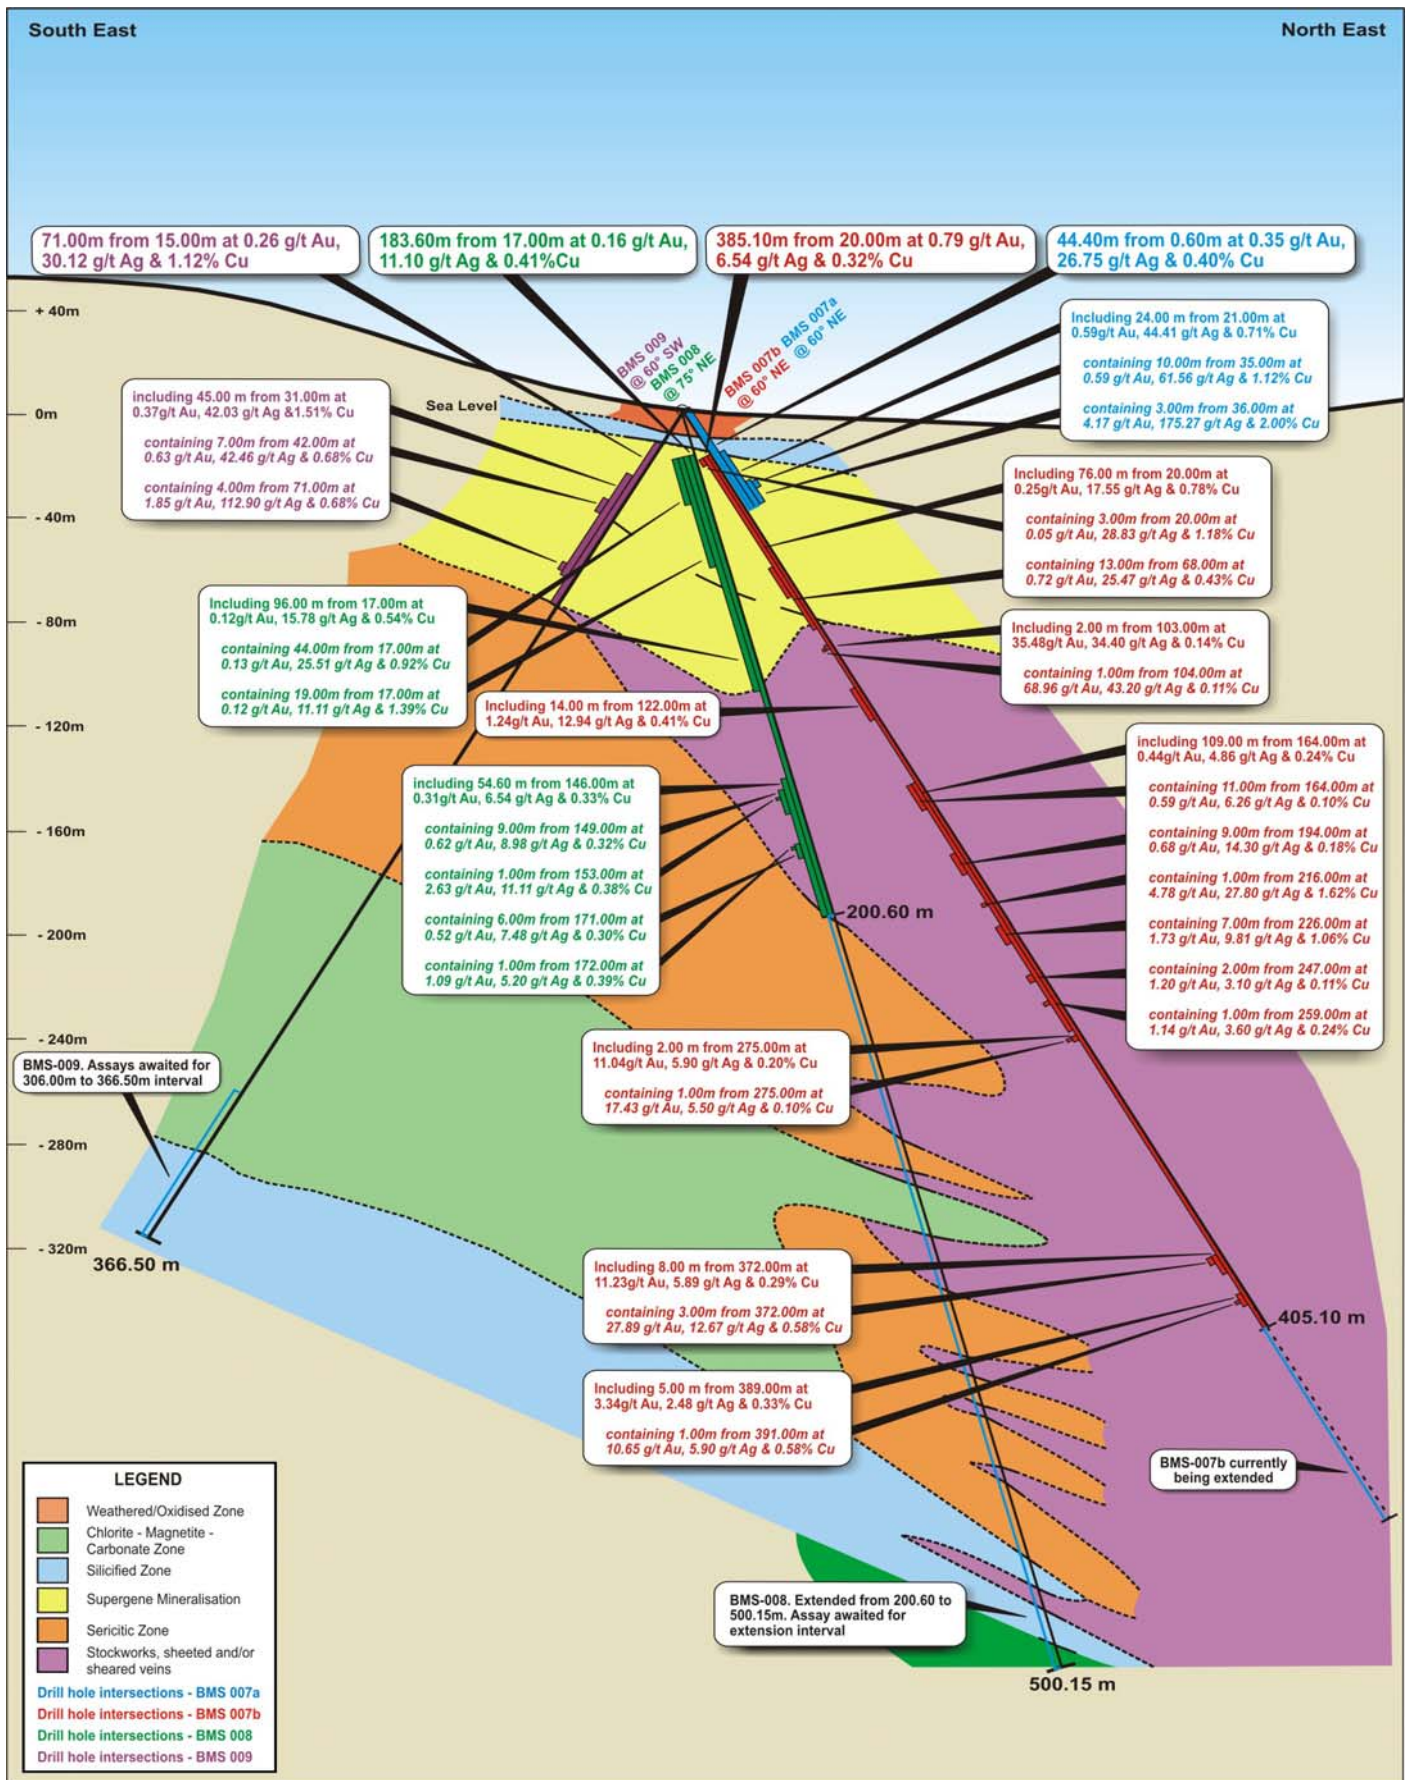 South East
North East
71.00m from 15.00m at 0.26 g/t Au,
30.12 g/t Ag & 1.12% Cu
183.60m from 17.00m at 0.16 g/t Au,
11.10 g/t Ag & 0.41%Cu
385.10m from 20.00m at 0.79 g/t Au,
6.54 g/t Ag & 0.32% Cu
44.40m from 0.60m at 0.35 g/t Au,
26.75 g/t Ag & 0.40% Cu
+ 40m
0m
- 40m
- 80m
- 120m
- 160m
- 200m
- 240m
- 280m
- 320m
Sea Level
BMS 009
@ 60° SW
BMS 008
@ 75° NE
BMS 007b
@ 60° NE
BMS 007a
@ 60° NE
Including 24.00 m from 21.00m at
0.59g/t Au, 44.41 g/t Ag & 0.71% Cu
containing 10.00m from 35.00m at
0.59 g/t Au, 61.56 g/t Ag & 1.12% Cu
containing 3.00m from 36.00m at
4.17 g/t Au, 175.27 g/t Ag & 2.00% Cu
including 45.00 m from 31.00m at
0.37g/t Au, 42.03 g/t Ag &1.51% Cu
containing 7.00m from 42.00m at
0.63 g/t Au, 42.46 g/t Ag & 0.68% Cu
containing 4.00m from 71.00m at
1.85 g/t Au, 112.90 g/t Ag & 0.68% Cu
Including 76.00 m from 20.00m at
0.25g/t Au, 17.55 g/t Ag & 0.78% Cu
containing 3.00m from 20.00m at
0.05 g/t Au, 28.83 g/t Ag & 1.18% Cu
containing 13.00m from 68.00m at
0.72 g/t Au, 25.47 g/t Ag & 0.43% Cu
Including 96.00 m from 17.00m at
0.12g/t Au, 15.78 g/t Ag & 0.54% Cu
containing 44.00m from 17.00m at
0.13 g/t Au, 25.51 g/t Ag & 0.92% Cu
containing 19.00m from 17.00m at
0.12 g/t Au, 11.11 g/t Ag & 1.39% Cu
Including 2.00 m from 103.00m at
35.48g/t Au, 34.40 g/t Ag & 0.14% Cu
containing 1.00m from 104.00m at
68.96 g/t Au, 43.20 g/t Ag & 0.11% Cu
Including 14.00 m from 122.00m at
1.24g/t Au, 12.94 g/t Ag & 0.41% Cu
including 109.00 m from 164.00m at
0.44g/t Au, 4.86 g/t Ag & 0.24% Cu
containing 11.00m from 164.00m at
0.59 g/t Au, 6.26 g/t Ag & 0.10% Cu
containing 9.00m from 194.00m at
0.68 g/t Au, 14.30 g/t Ag & 0.18% Cu
containing 1.00m from 216.00m at
4.78 g/t Au, 27.80 g/t Ag & 1.62% Cu
containing 7.00m from 226.00m at
1.73 g/t Au, 9.81 g/t Ag & 1.06% Cu
containing 2.00m from 247.00m at
1.20 g/t Au, 3.10 g/t Ag & 0.11% Cu
containing 1.00m from 259.00m at
1.14 g/t Au, 3.60 g/t Ag & 0.24% Cu
including 54.60 m from 146.00m at
0.31g/t Au, 6.54 g/t Ag & 0.33% Cu
containing 9.00m from 149.00m at
0.62 g/t Au, 8.98 g/t Ag & 0.32% Cu
containing 1.00m from 153.00m at
2.63 g/t Au, 11.11 g/t Ag & 0.38% Cu
containing 6.00m from 171.00m at
0.52 g/t Au, 7.48 g/t Ag & 0.30% Cu
containing 1.00m from 172.00m at
1.09 g/t Au, 5.20 g/t Ag & 0.39% Cu
200.60 m
BMS-009. Assays awaited for
306.00m to 366.50m interval
Including 2.00 m from 275.00m at
11.04g/t Au, 5.90 g/t Ag & 0.20% Cu
containing 1.00m from 275.00m at
17.43 g/t Au, 5.50 g/t Ag & 0.10% Cu
366.50 m
Including 8.00 m from 372.00m at
11.23g/t Au, 5.89 g/t Ag & 0.29% Cu
containing 3.00m from 372.00m at
27.89 g/t Au, 12.67 g/t Ag & 0.58% Cu
405.10 m
Including 5.00 m from 389.00m at
3.34g/t Au, 2.48 g/t Ag & 0.33% Cu
containing 1.00m from 391.00m at
10.65 g/t Au, 5.90 g/t Ag & 0.58% Cu
BMS-007b currently
being extended
BMS-008. Extended from 200.60 to
500.15m. Assay awaited for
extension interval
500.15 m
LEGEND
Weathered/Oxidised Zone
Chlorite - Magnetite -
Carbonate Zone
Silicified Zone
Supergene Mineralisation
Sericitic Zone
Stockworks, sheeted and/or
sheared veins
Drill hole intersections - BMS 007a
Drill hole intersections - BMS 007b
Drill hole intersections - BMS 008
Drill hole intersections - BMS 009